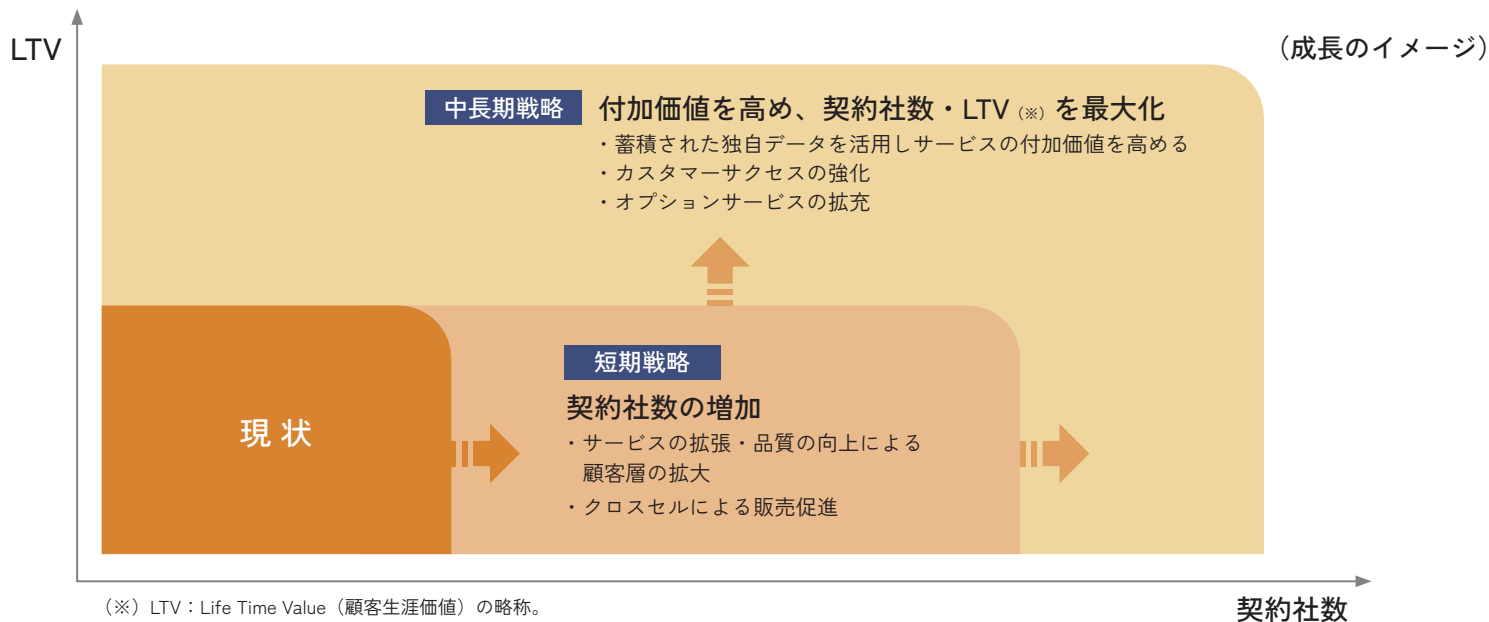 LTV
（成長のイメージ）
中長期戦略
付加価値を高め、契約社数・LTV（※）を最大化
・蓄積された独自データを活用しサービスの付加価値を高める
・カスタマーサクセスの強化
・オプションサービスの拡充
現状
短期戦略
契約社数の増加
・サービスの拡張・品質の向上による
顧客層の拡大
・クロスセルによる販売促進
（※）LTV：Life Time Value（顧客生涯価値）の略称。
契約社数